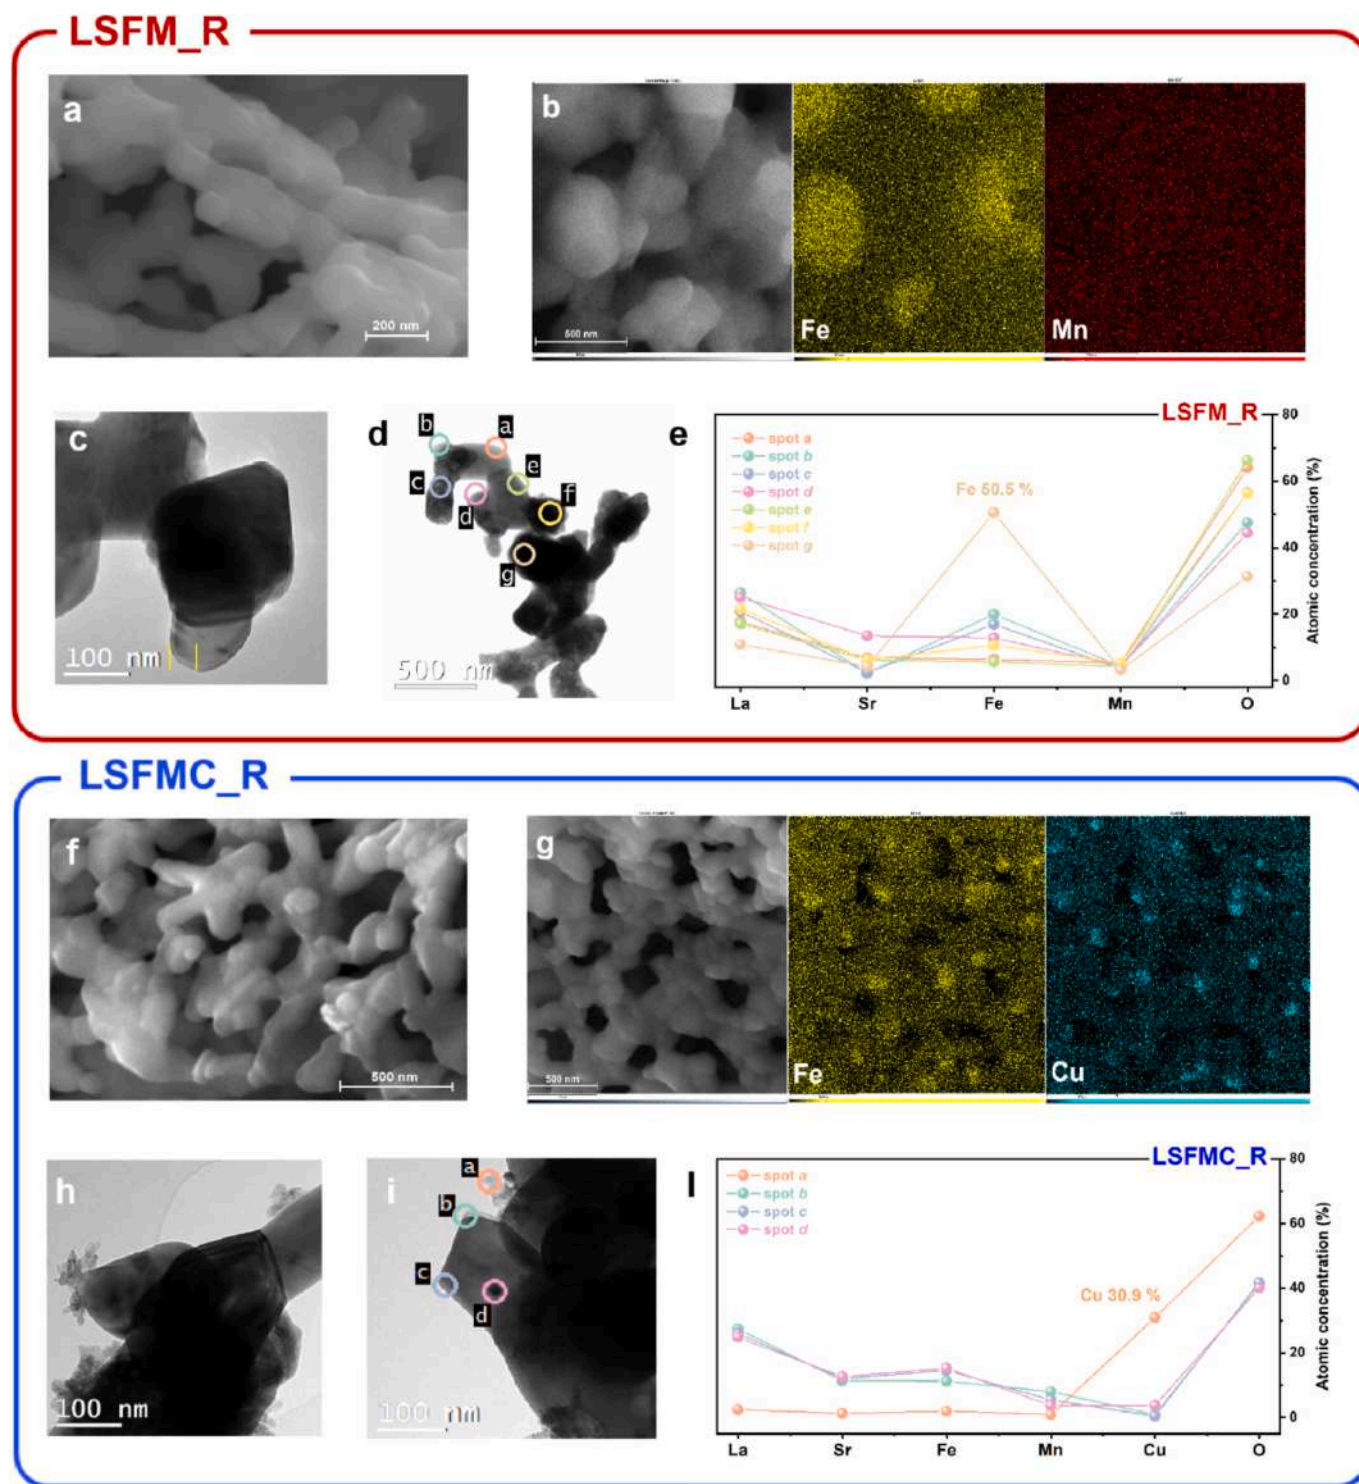 LSFM_R
a
200 nm
b
500 nm
Fe
Mn
c
100 nm
d
b
a
c
e
d
f
g
500 nm
e
LSFM_R
spot a
spot b
spot c
spot d
spot e
spot f
spot g
Fe 50.5 %
80
60
40
20
0
Atomic concentration (%)
La
Sr
Fe
Mn
O
LSFMC_R
f
500 nm
g
500 nm
Fe
Cu
h
100 nm
i
a
b
c
d
100 nm
l
LSFMC_R
spot a
spot b
spot c
spot d
Cu 30.9 %
80
60
40
20
0
Atomic concentration (%)
La
Sr
Fe
Mn
Cu
O